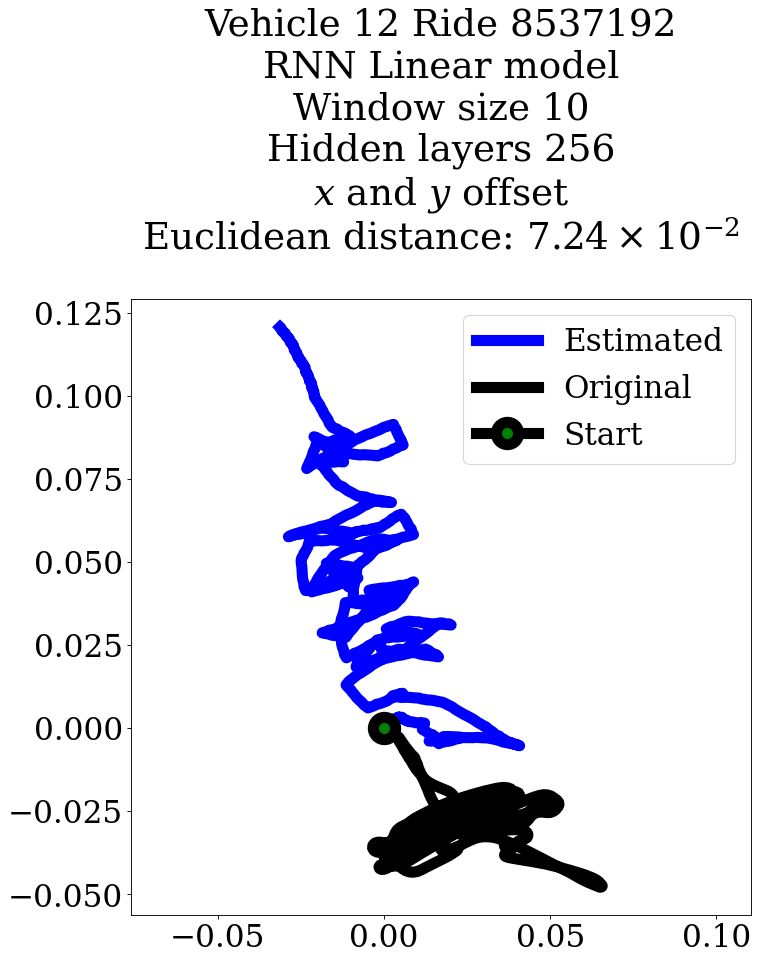 Vehicle 12 Ride 8537192
RNN Linear model
Window size 10
Hidden layers 256
x and y offset
Euclidean distance: 7.24 × 10⁻²
Estimated
Original
Start
0.125
0.100
0.075
0.050
0.025
0.000
−0.025
−0.050
−0.05 0.00 0.05 0.10